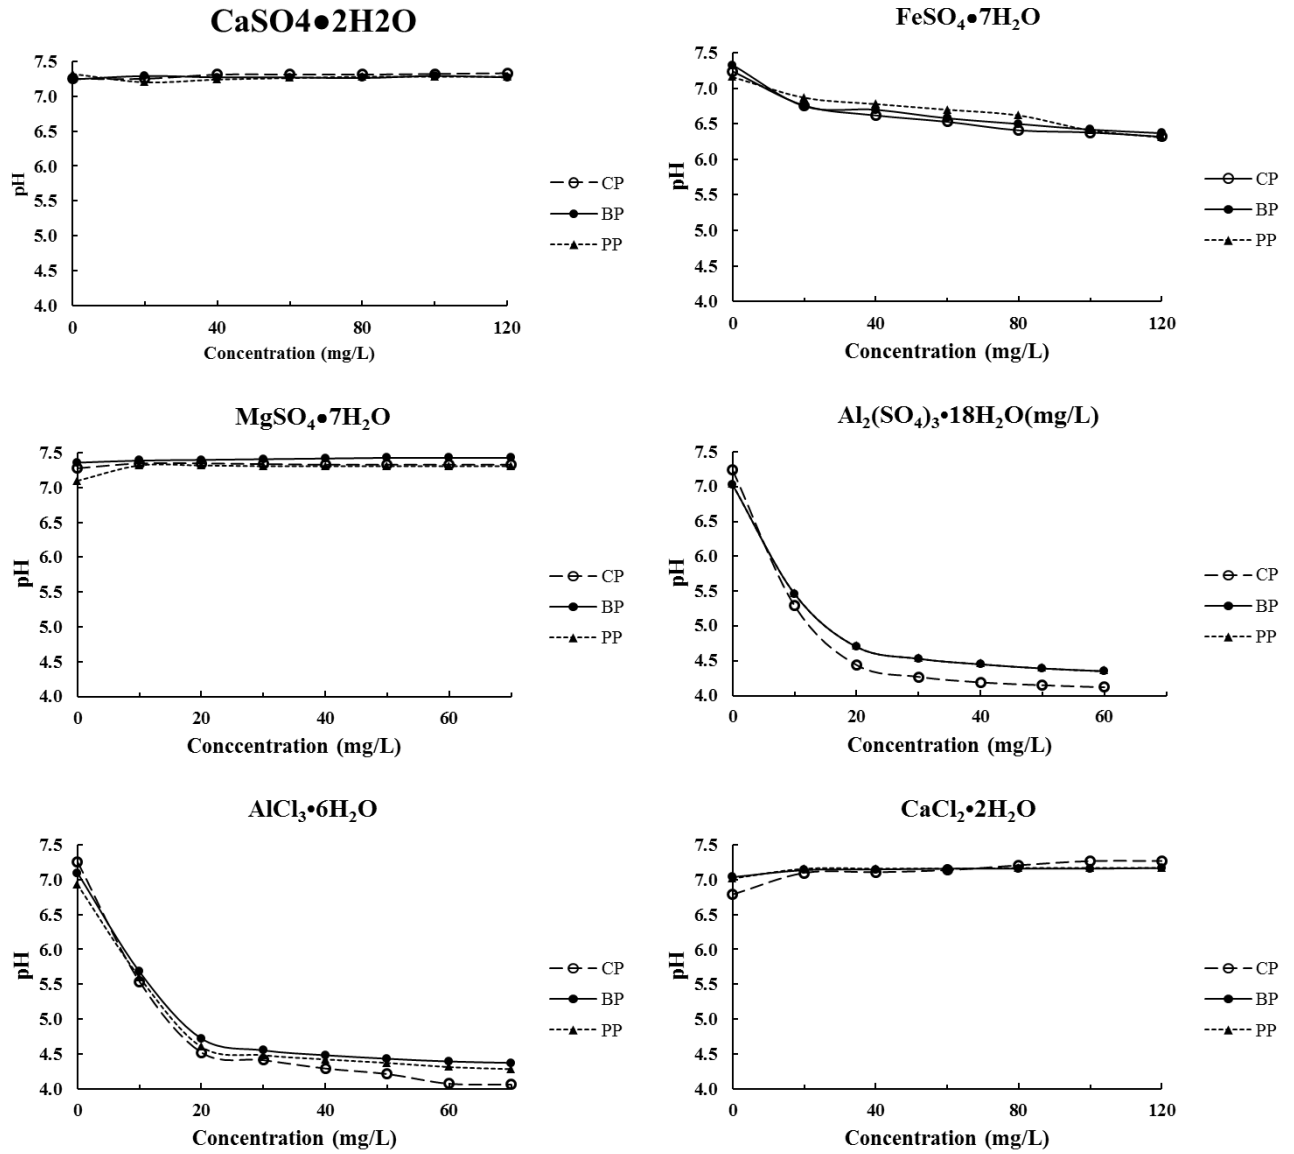 CaSO4●2H2O
7.5
7.0
6.5
6.0
5.5
5.0
4.5
4.0
pH
0 40 80 120
Concentration (mg/L)
CP
BP
PP
FeSO₄●7H₂O
7.5
7.0
6.5
6.0
5.5
5.0
4.5
4.0
pH
0 40 80 120
Concentration (mg/L)
CP
BP
PP
MgSO₄●7H₂O
7.5
7.0
6.5
6.0
5.5
5.0
4.5
4.0
pH
0 20 40 60
Conccentration (mg/L)
CP
BP
PP
Al₂(SO₄)₃•18H₂O(mg/L)
7.5
7.0
6.5
6.0
5.5
5.0
4.5
4.0
pH
0 20 40 60
Concentration (mg/L)
CP
BP
PP
AlCl₃•6H₂O
7.5
7.0
6.5
6.0
5.5
5.0
4.5
4.0
pH
0 20 40 60
Concentration (mg/L)
CP
BP
PP
CaCl₂•2H₂O
7.5
7.0
6.5
6.0
5.5
5.0
4.5
4.0
pH
0 40 80 120
Concentration (mg/L)
CP
BP
PP